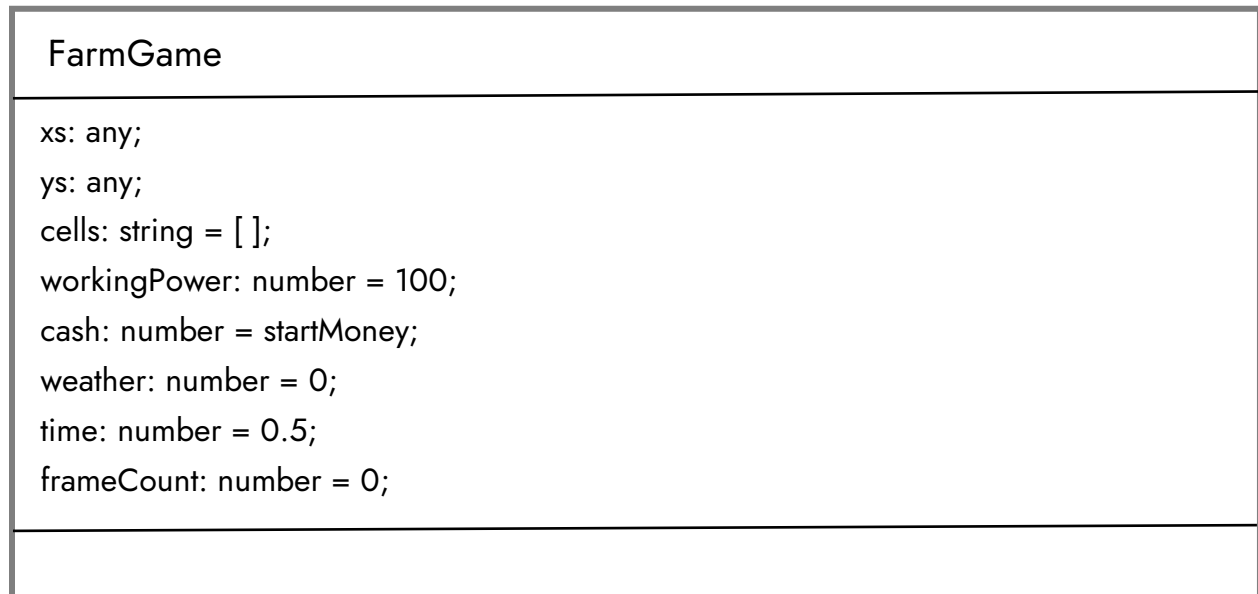 FarmGame
xs: any;
ys: any;
cells: string = [ ];
workingPower: number = 100;
cash: number = startMoney;
weather: number = 0;
time: number = 0.5;
frameCount: number = 0;